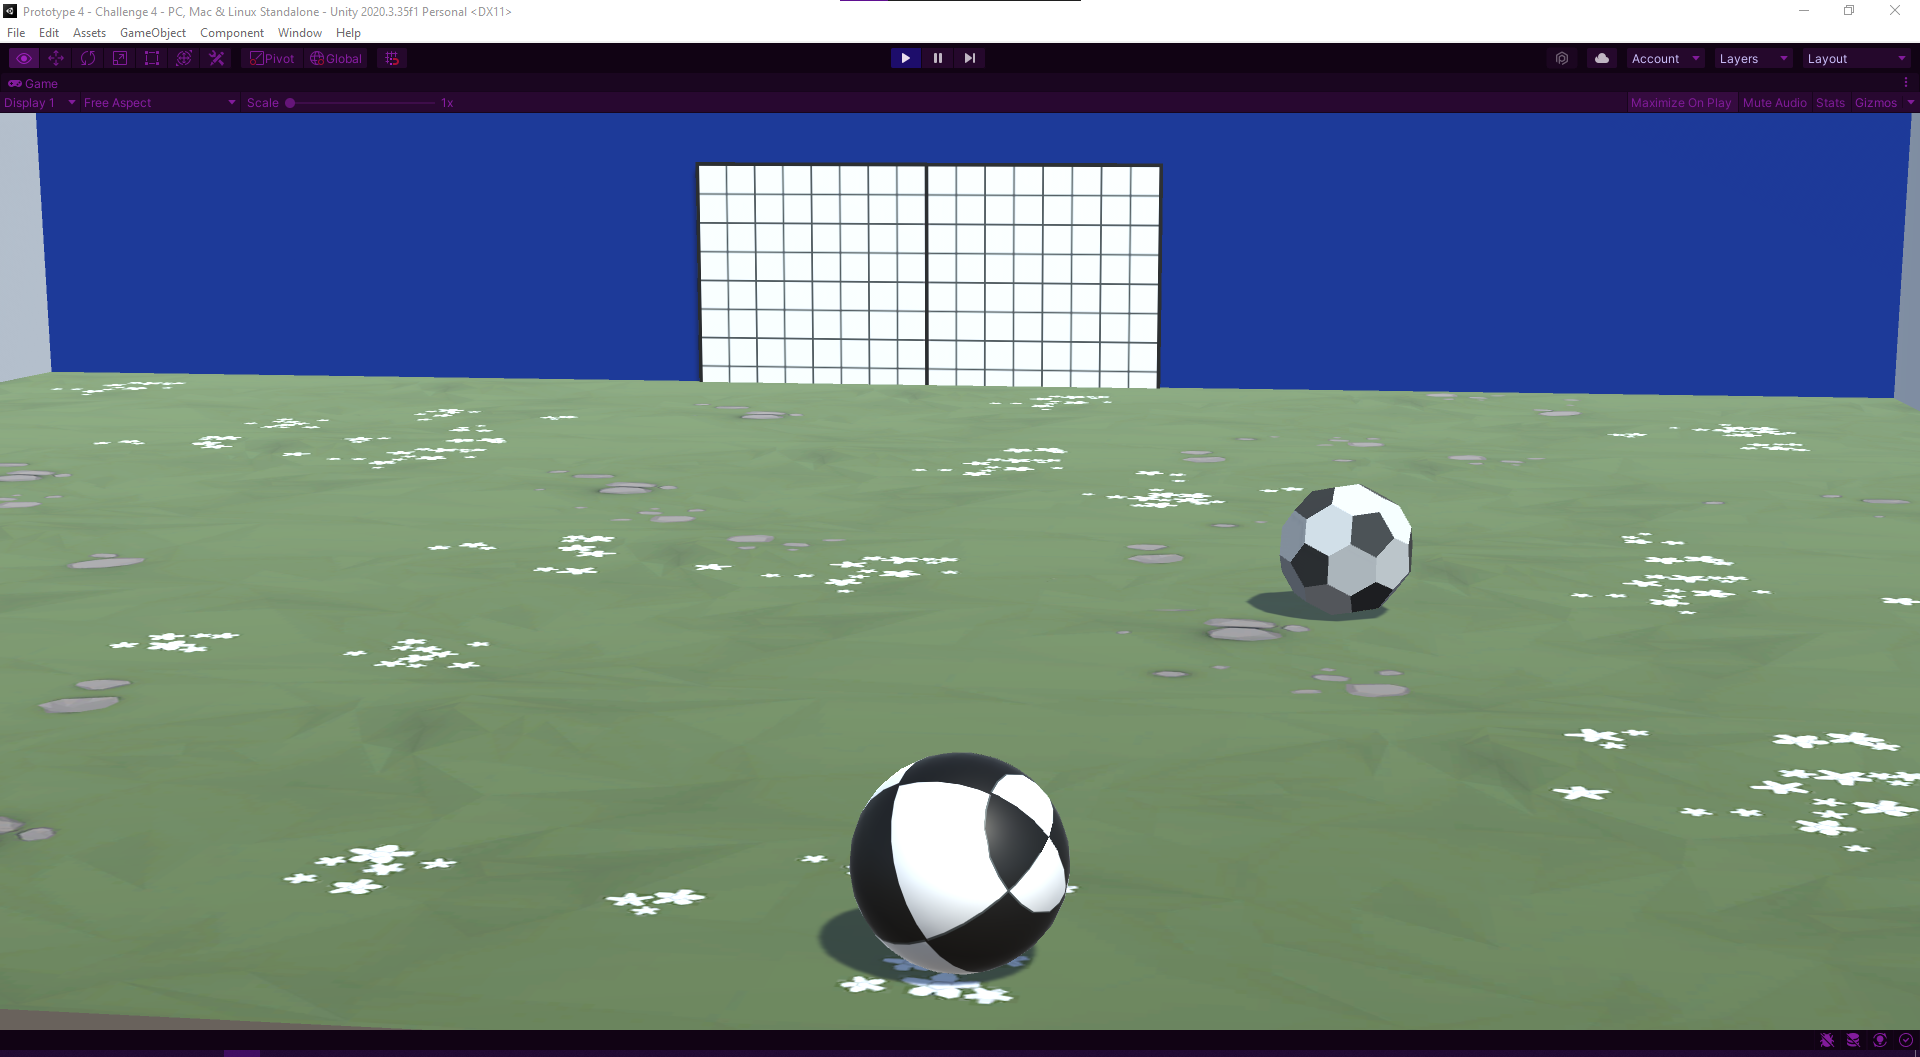 Prototype 4 - Challenge 4 - PC, Mac & Linux Standalone - Unity 2020.3.35f1 Personal <DX11>
File Edit Assets GameObject Component Window Help
Pivot Global Account Layers Layout
Game
Display 1 Free Aspect Scale 1x Maximize On Play Mute Audio Stats Gizmos